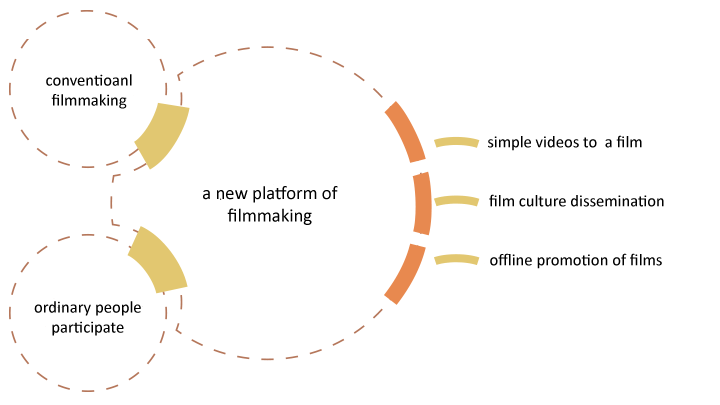 conventioanl
filmmaking
a new platform of
filmmaking
ordinary people
participate
simple videos to a film
film culture dissemination
offline promotion of films